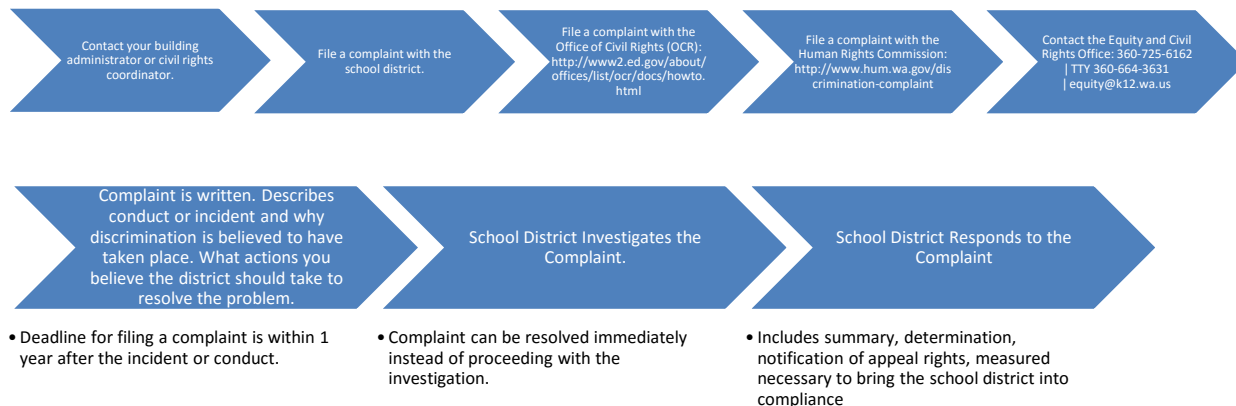 Contact your building
administrator or civil rights
coordinator.
File a complaint with the
school district.
File a complaint with the
Office of Civil Rights (OCR):
http://www2.ed.gov/about/
offices/list/ocr/docs/howto.
html
File a complaint with the
Human Rights Commission:
http://www.hum.wa.gov/dis
crimination-complaint
Contact the Equity and Civil
Rights Office: 360-725-6162
| TTY 360-664-3631
| equity@k12.wa.us
Complaint is written. Describes
conduct or incident and why
discrimination is believed to have
taken place. What actions you
believe the district should take to
resolve the problem.
School District Investigates the
Complaint.
School District Responds to the
Complaint
• Deadline for filing a complaint is within 1
year after the incident or conduct.
• Complaint can be resolved immediately
instead of proceeding with the
investigation.
• Includes summary, determination,
notification of appeal rights, measured
necessary to bring the school district into
compliance